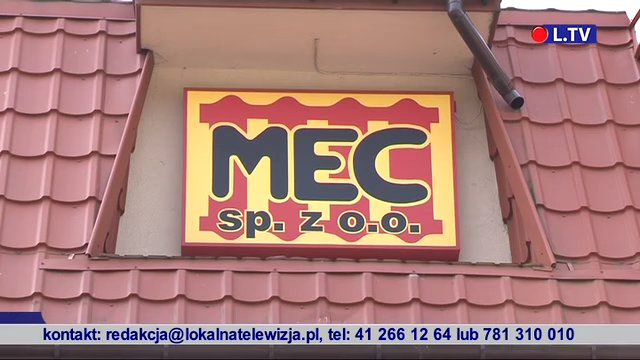 L.TV
MEC
sp. z o.o.
kontakt: redakcja@lokalnatelewizja.pl, tel: 41 266 12 64 lub 781 310 010